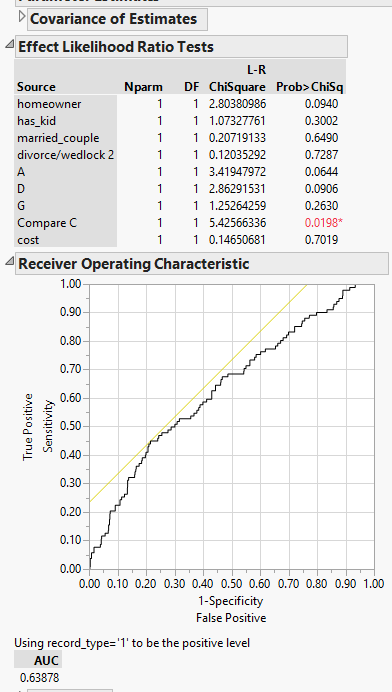 Parameter Estimates
Covariance of Estimates
Effect Likelihood Ratio Tests
L-R
Source Nparm DF ChiSquare Prob>ChiSq
homeowner 1 1 2.80380986 0.0940
has_kid 1 1 1.07327761 0.3002
married_couple 1 1 0.20719133 0.6490
divorce/wedlock 2 1 1 0.12035292 0.7287
A 1 1 3.41947972 0.0644
D 1 1 2.86291531 0.0906
G 1 1 1.25264259 0.2630
Compare C 1 1 5.42566336 0.0198*
cost 1 1 0.14650681 0.7019
Receiver Operating Characteristic
1.00
0.90
0.80
0.70
0.60
0.50
0.40
0.30
0.20
0.10
0.00
True Positive
Sensitivity
0.00 0.10 0.20 0.30 0.40 0.50 0.60 0.70 0.80 0.90 1.00
1-Specificity
False Positive
Using record_type='1' to be the positive level
AUC
0.63878